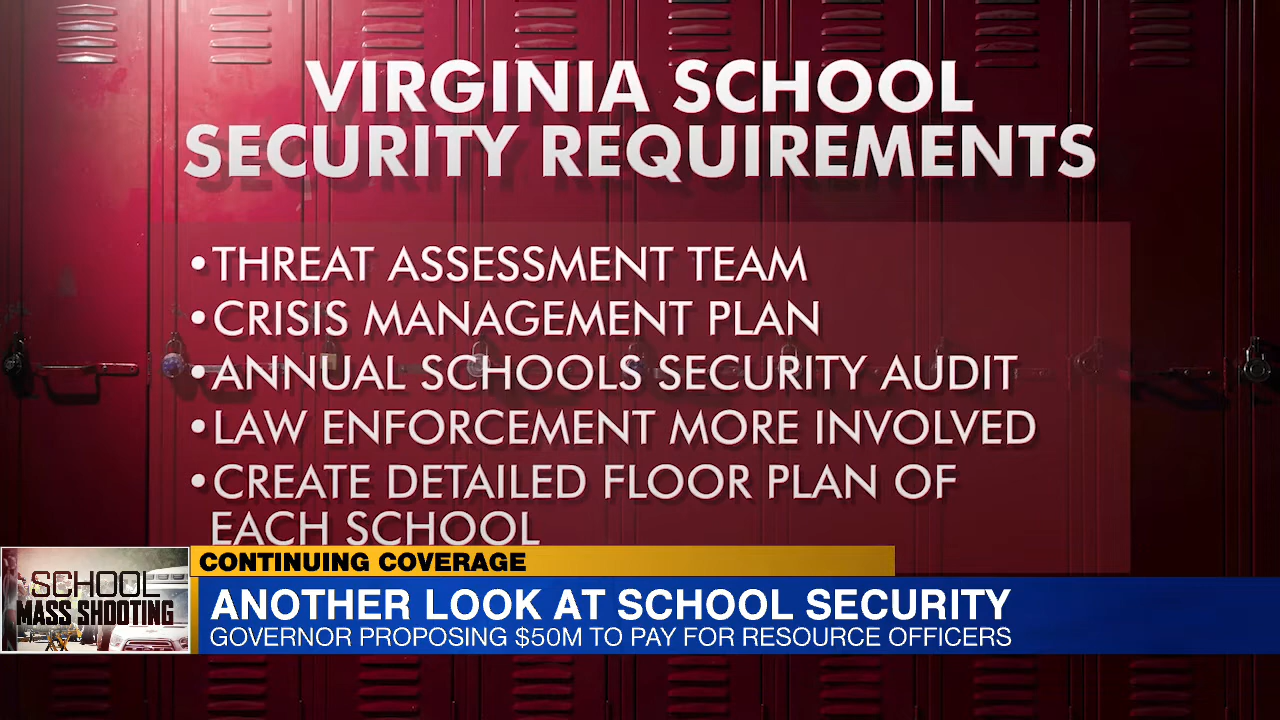 VIRGINIA SCHOOL
SECURITY REQUIREMENTS
•THREAT ASSESSMENT TEAM
•CRISIS MANAGEMENT PLAN
•ANNUAL SCHOOLS SECURITY AUDIT
•LAW ENFORCEMENT MORE INVOLVED
•CREATE DETAILED FLOOR PLAN OF
EACH SCHOOL
CONTINUING COVERAGE
SCHOOL
MASS SHOOTING
ANOTHER LOOK AT SCHOOL SECURITY
GOVERNOR PROPOSING $50M TO PAY FOR RESOURCE OFFICERS